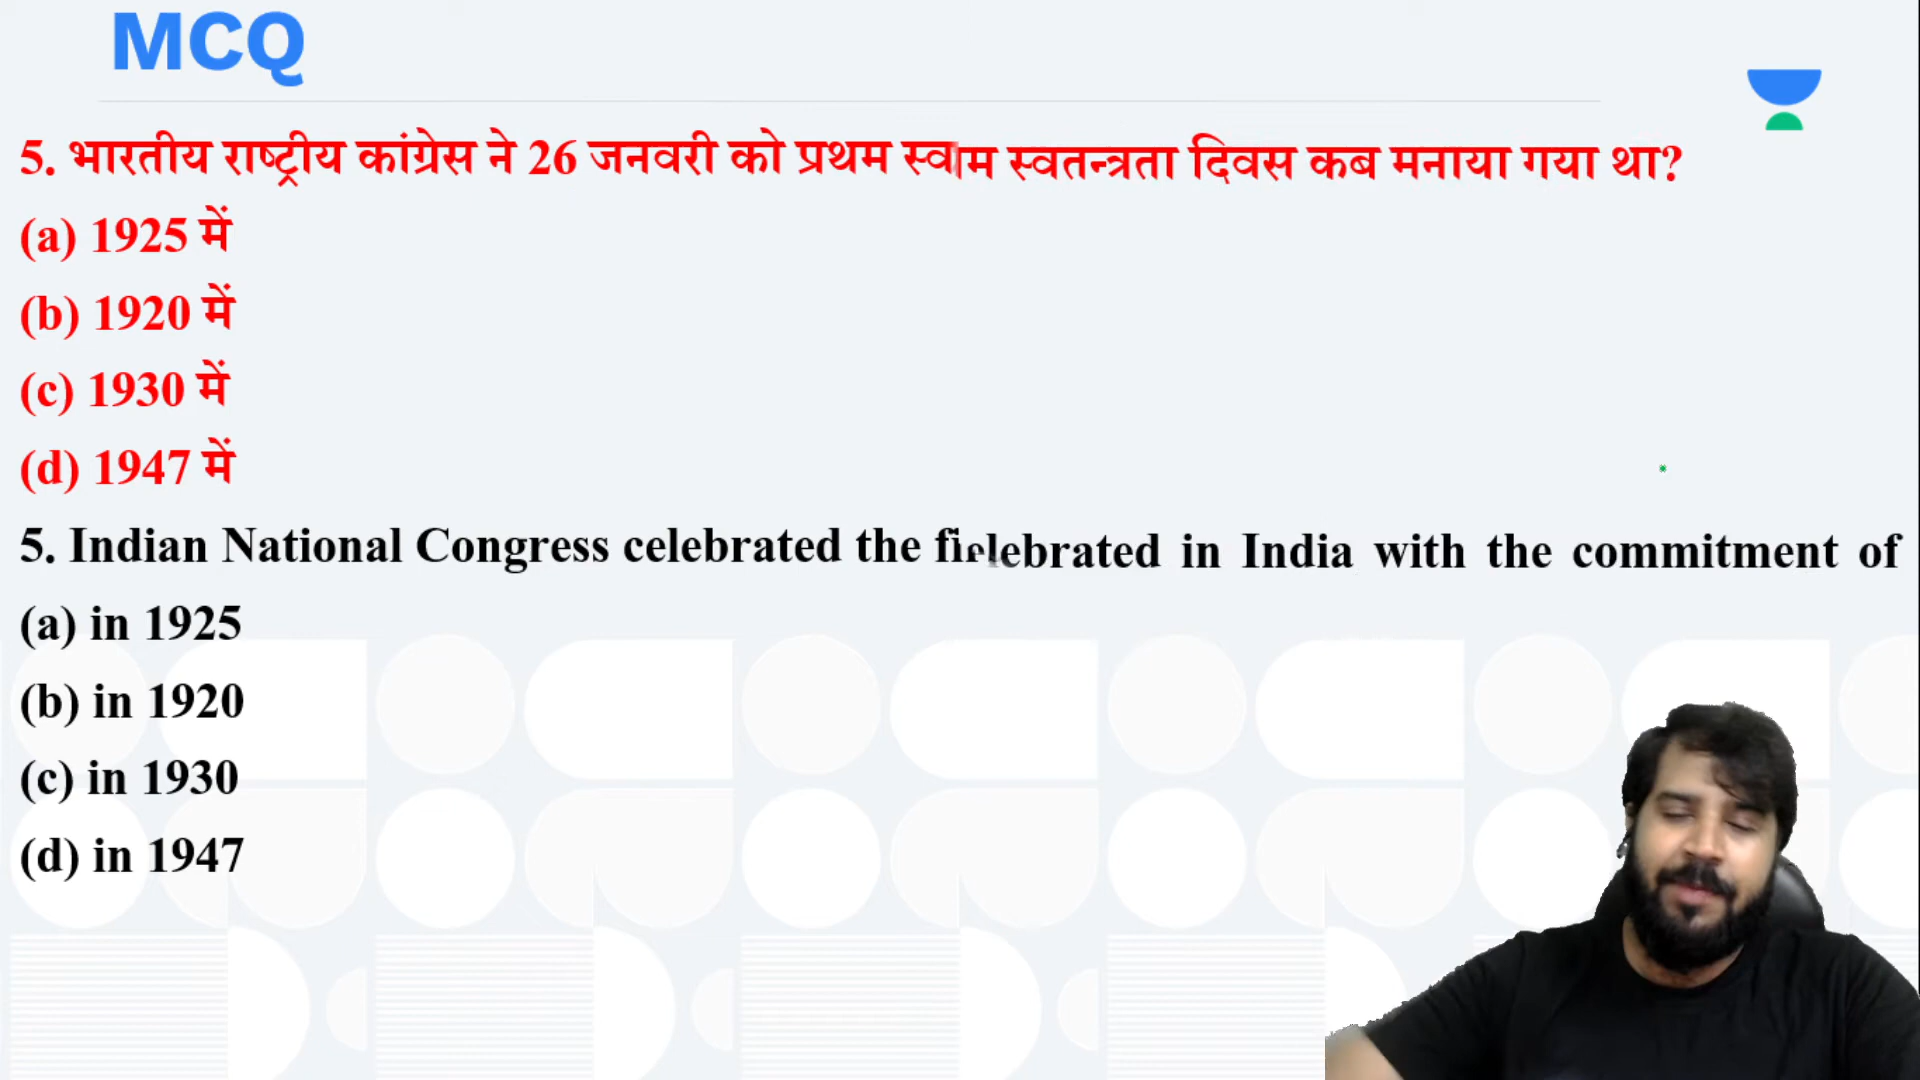 MCQ
5. भारतीय राष्ट्रीय कांग्रेस ने 26 जनवरी को प्रथम स्वाम स्वतन्त्रता दिवस कब मनाया गया था?
(a) 1925 में
(b) 1920 में
(c) 1930 में
(d) 1947 में
5. Indian National Congress celebrated the in India with the commitment of
(a) in 1925
(b) in 1920
(c) in 1930
(d) in 1947